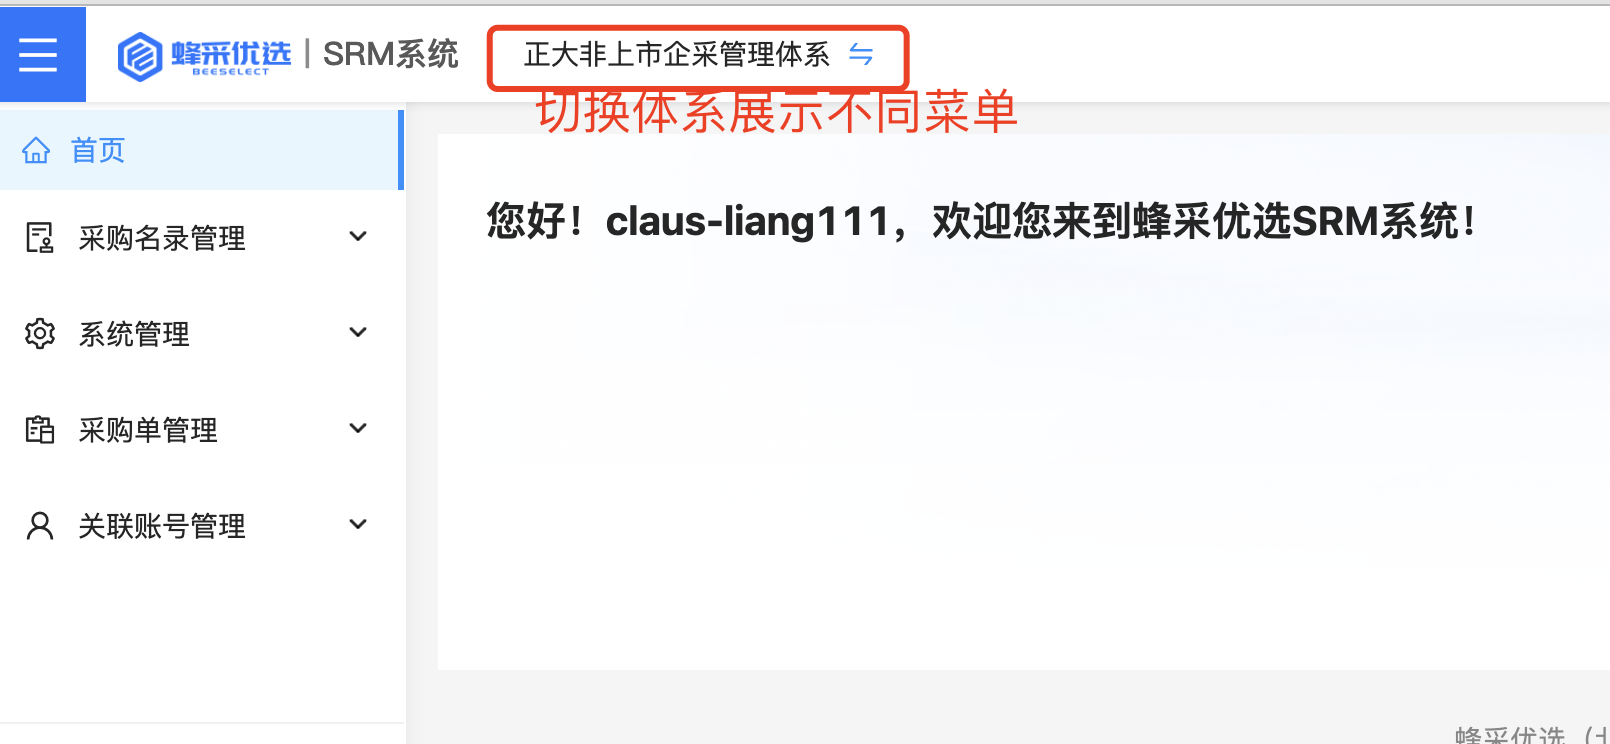 蜂采优选 | SRM系统
BEESELECT
正大非上市企采管理体系
切换体系展示不同菜单
首页
采购名录管理
系统管理
采购单管理
关联账号管理
您好！claus-liang111，欢迎您来到蜂采优选SRM系统！
蜂采优选（